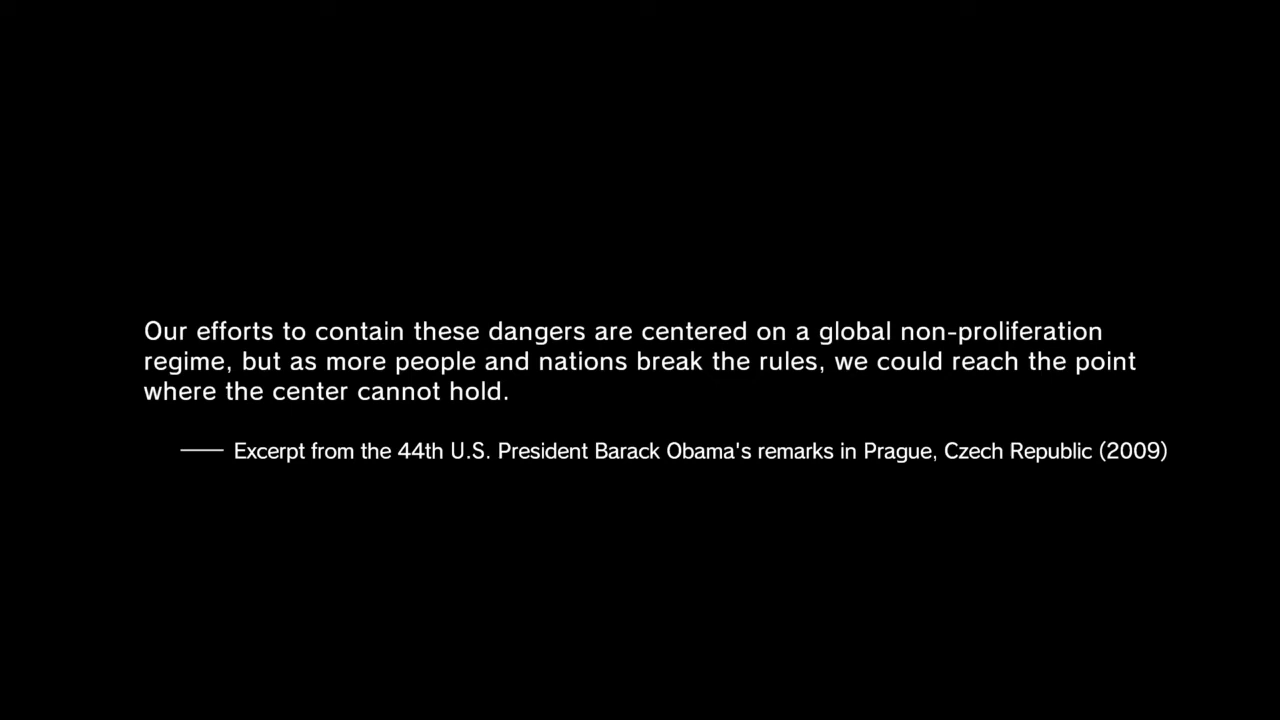 Our efforts to contain these dangers are centered on a global non-proliferation
regime, but as more people and nations break the rules, we could reach the point
where the center cannot hold.
—— Excerpt from the 44th U.S. President Barack Obama's remarks in Prague, Czech Republic (2009)